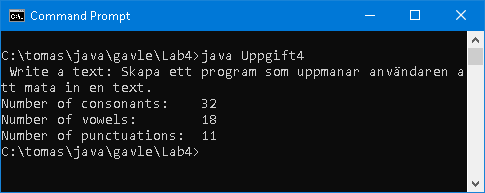 Command Prompt
C:\tomas\java\gavle\Lab4>java Uppgift4
 Write a text: Skapa ett program som uppmanar användaren a
tt mata in en text.
Number of consonants:    32
Number of vowels:        18
Number of punctuations:  11
C:\tomas\java\gavle\Lab4>